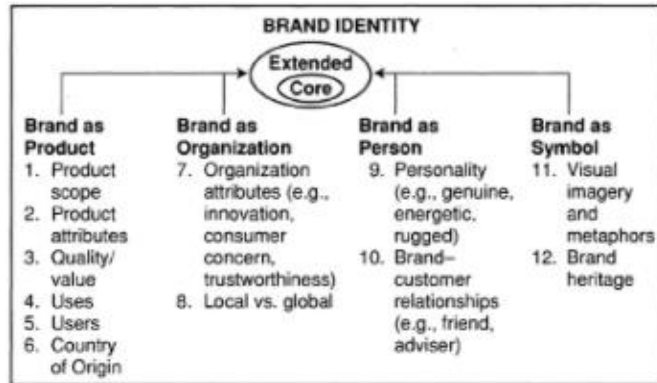 BRAND IDENTITY
Extended
Core
Brand as
Product
1. Product
scope
2. Product
attributes
3. Quality/
value
4. Uses
5. Users
6. Country
of Origin
Brand as
Organization
7. Organization
attributes (e.g.,
innovation,
consumer
concern,
trustworthiness)
8. Local vs. global
Brand as
Person
9. Personality
(e.g., genuine,
energetic,
rugged)
10. Brand–
customer
relationships
(e.g., friend,
adviser)
Brand as
Symbol
11. Visual
imagery
and
metaphors
12. Brand
heritage